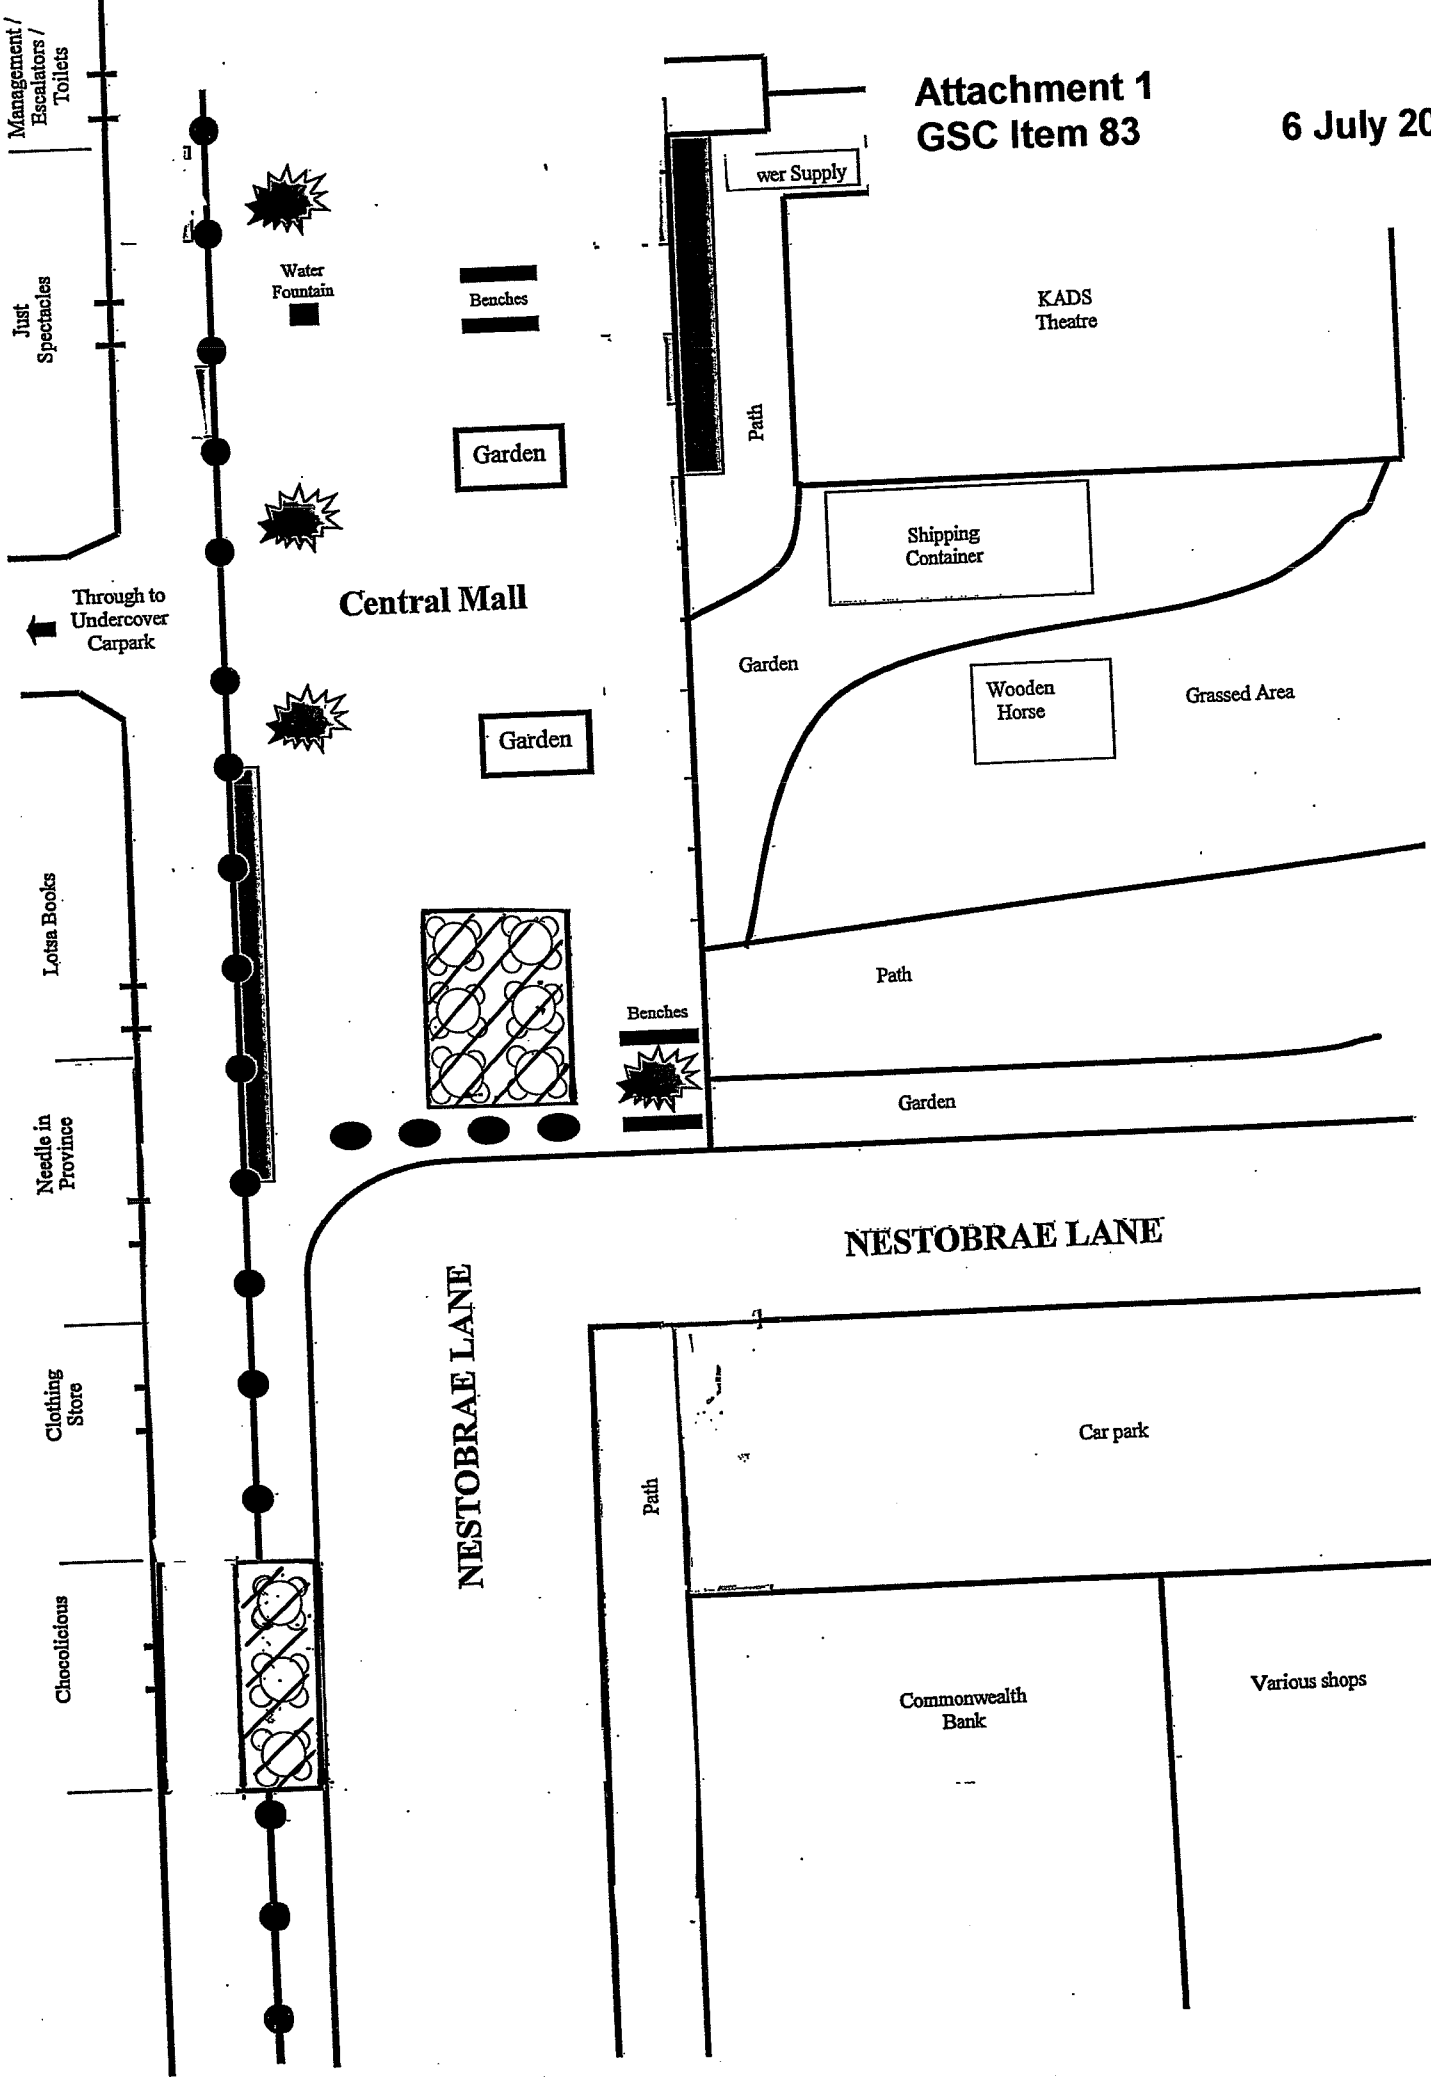 Attachment 1
GSC Item 83
6 July
Management /
Escalators /
Toilets
wer Supply
Just
Spectacles
Water
Fountain
Benches
KADS
Theatre
Path
Garden
Shipping
Container
Through to
Undercover
Carpark
Central Mall
Garden
Wooden
Horse
Grassed Area
Garden
Lotsa Books
Path
Benches
Garden
Needle in
Province
NESTOBRAE LANE
NESTOBRAE LANE
Clothing
Store
Car park
Path
Chocolicious
Commonwealth
Bank
Various shops